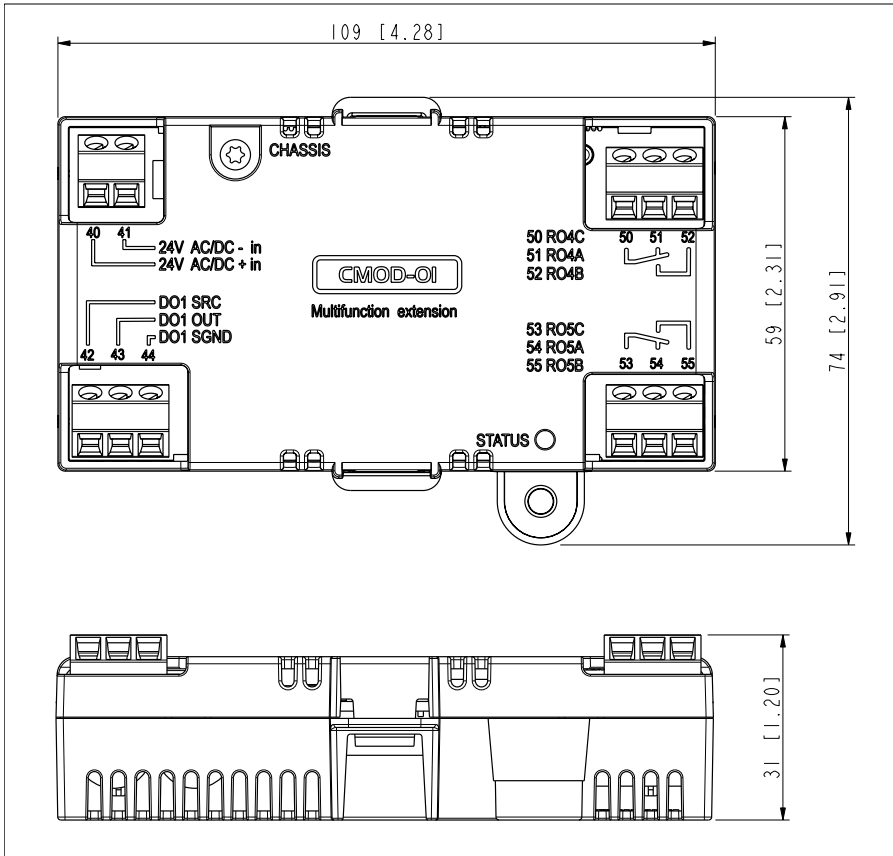 109 [4.28]
CHASSIS
40 41
24V AC/DC - in
24V AC/DC + in
DO1 SRC
DO1 OUT
DO1 SGND
42 43 44
CMOD-01
Multifunction extension
50 RO4C 50 51 52
51 RO4A
52 RO4B
53 RO5C
54 RO5A
55 RO5B 53 54 55
STATUS
59 [2.31]
74 [2.91]
31 [1.20]